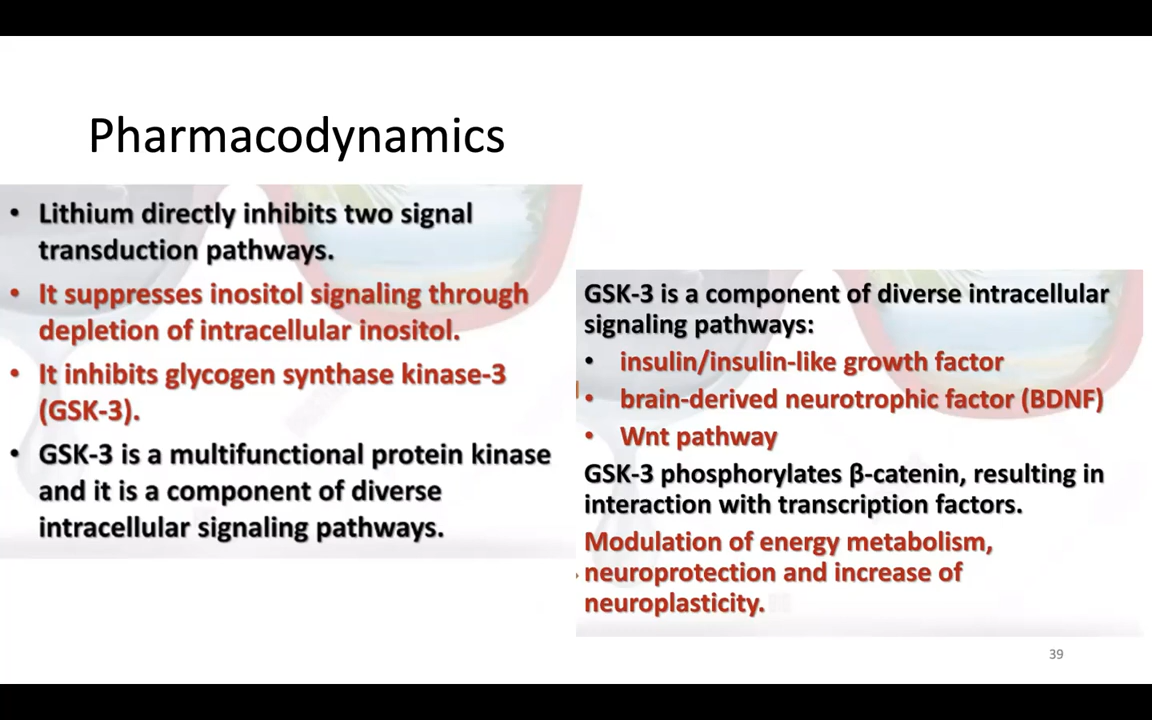 Pharmacodynamics
• Lithium directly inhibits two signal
transduction pathways.
• It suppresses inositol signaling through
depletion of intracellular inositol.
• It inhibits glycogen synthase kinase-3
(GSK-3).
• GSK-3 is a multifunctional protein kinase
and it is a component of diverse
intracellular signaling pathways.
GSK-3 is a component of diverse intracellular
signaling pathways:
• insulin/insulin-like growth factor
• brain-derived neurotrophic factor (BDNF)
• Wnt pathway
GSK-3 phosphorylates β-catenin, resulting in
interaction with transcription factors.
Modulation of energy metabolism,
neuroprotection and increase of
neuroplasticity.
39